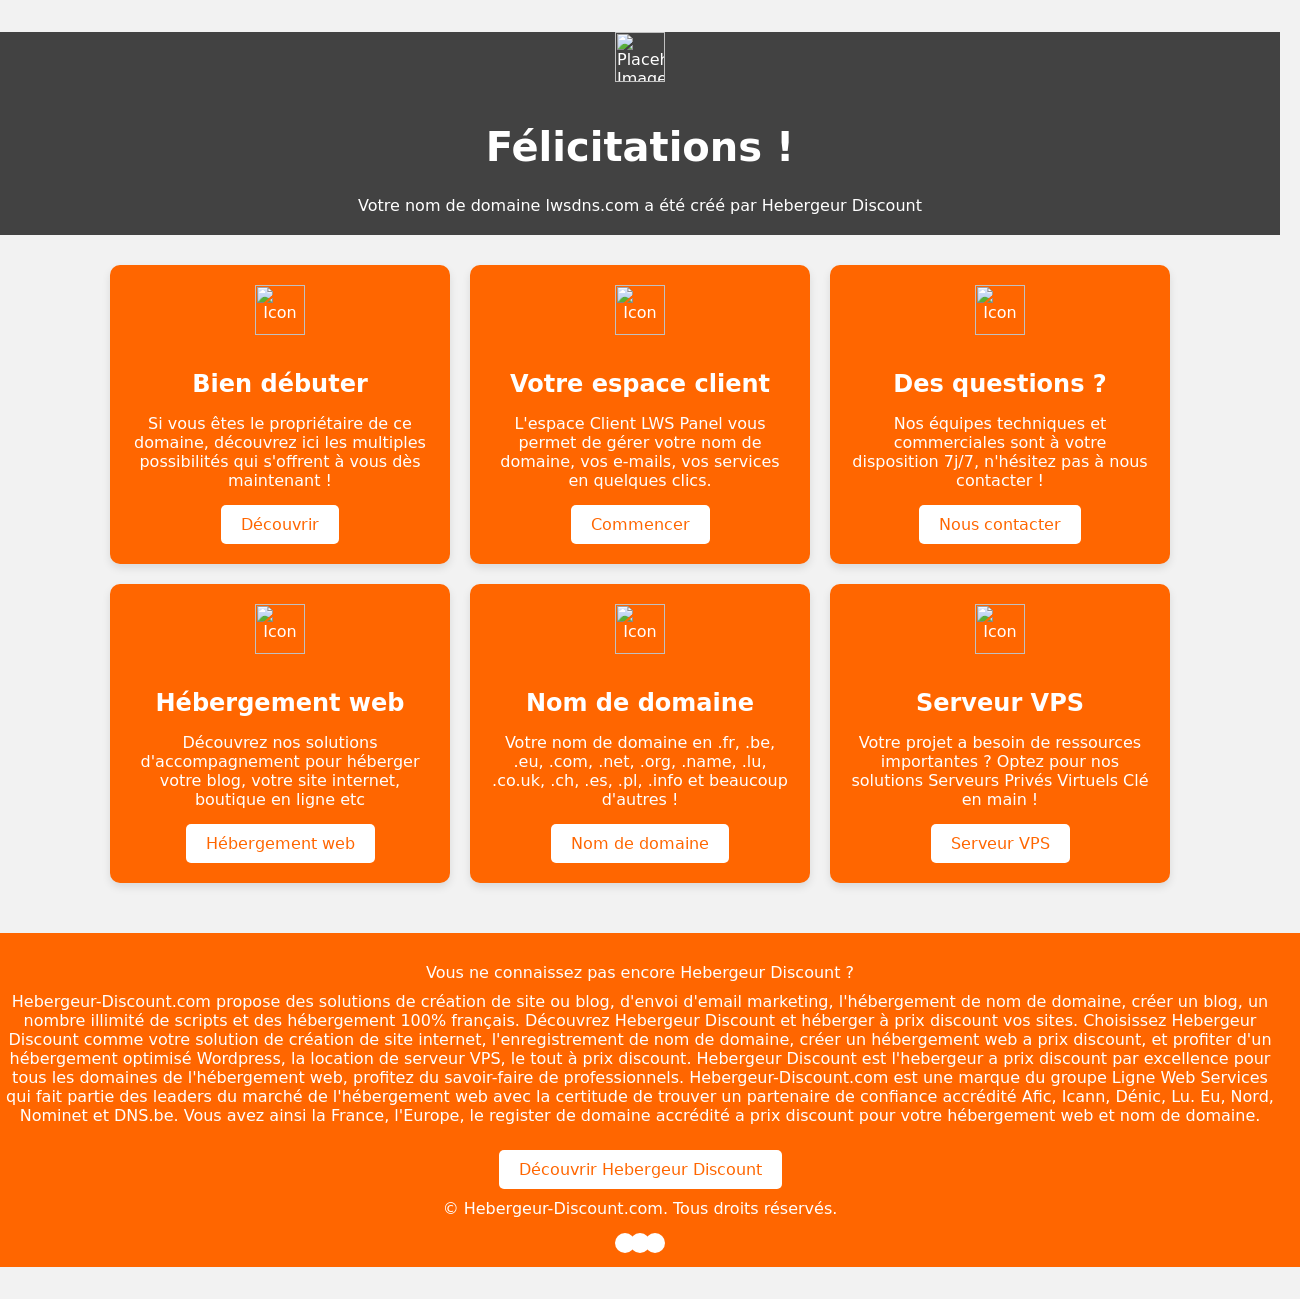 Image
Félicitations !
Votre nom de domaine lwsdns.com a été créé par Hebergeur Discount
Icon
Icon
Icon
Bien débuter
Si vous êtes le propriétaire de ce
domaine, découvrez ici les multiples
possibilités qui s'offrent à vous dès
maintenant !
Découvrir
Votre espace client
L'espace Client LWS Panel vous
permet de gérer votre nom de
domaine, vos e-mails, vos services
en quelques clics.
Commencer
Des questions ?
Nos équipes techniques et
commerciales sont à votre
disposition 7j/7, n'hésitez pas à nous
contacter !
Nous contacter
Icon
Icon
Icon
Hébergement web
Découvrez nos solutions
d'accompagnement pour héberger
votre blog, votre site internet,
boutique en ligne etc
Hébergement web
Nom de domaine
Votre nom de domaine en .fr, .be,
.eu, .com, .net, .org, .name, .lu,
.co.uk, .ch, .es, .pl, .info et beaucoup
d'autres !
Nom de domaine
Serveur VPS
Votre projet a besoin de ressources
importantes ? Optez pour nos
solutions Serveurs Privés Virtuels Clé
en main !
Serveur VPS
Vous ne connaissez pas encore Hebergeur Discount ?
Hebergeur-Discount.com propose des solutions de création de site ou blog, d'envoi d'email marketing, l'hébergement de nom de domaine, créer un blog, un
nombre illimité de scripts et des hébergement 100% français. Découvrez Hebergeur Discount et héberger à prix discount vos sites. Choisissez Hebergeur
Discount comme votre solution de création de site internet, l'enregistrement de nom de domaine, créer un hébergement web a prix discount, et profiter d'un
hébergement optimisé Wordpress, la location de serveur VPS, le tout à prix discount. Hebergeur Discount est l'hebergeur a prix discount par excellence pour
tous les domaines de l'hébergement web, profitez du savoir-faire de professionnels. Hebergeur-Discount.com est une marque du groupe Ligne Web Services
qui fait partie des leaders du marché de l'hébergement web avec la certitude de trouver un partenaire de confiance accrédité Afic, Icann, Dénic, Lu. Eu, Nord,
Nominet et DNS.be. Vous avez ainsi la France, l'Europe, le register de domaine accrédité a prix discount pour votre hébergement web et nom de domaine.
Découvrir Hebergeur Discount
© Hebergeur-Discount.com. Tous droits réservés.